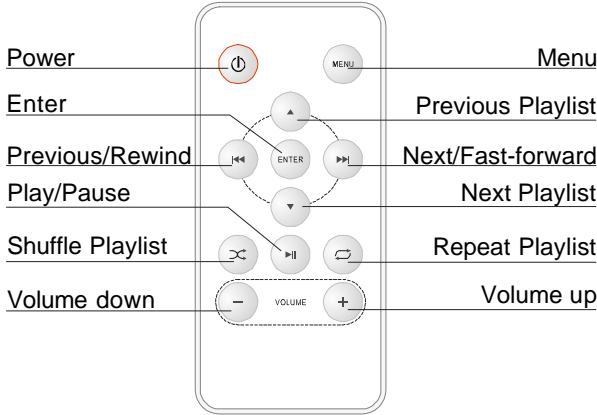 Power
MENU
Menu
Enter
Previous Playlist
Previous/Rewind
ENTER
Next/Fast-forward
Play/Pause
Next Playlist
Shuffle Playlist
Repeat Playlist
Volume down
VOLUME
Volume up